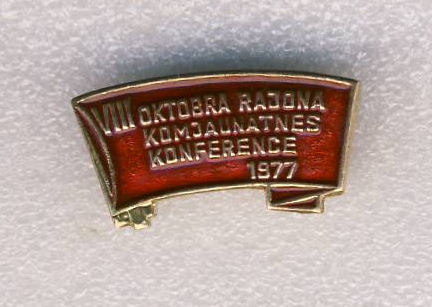 VIII OKTOBRA RAJONA
KOMJAUNATNES
KONFERENCE
1977